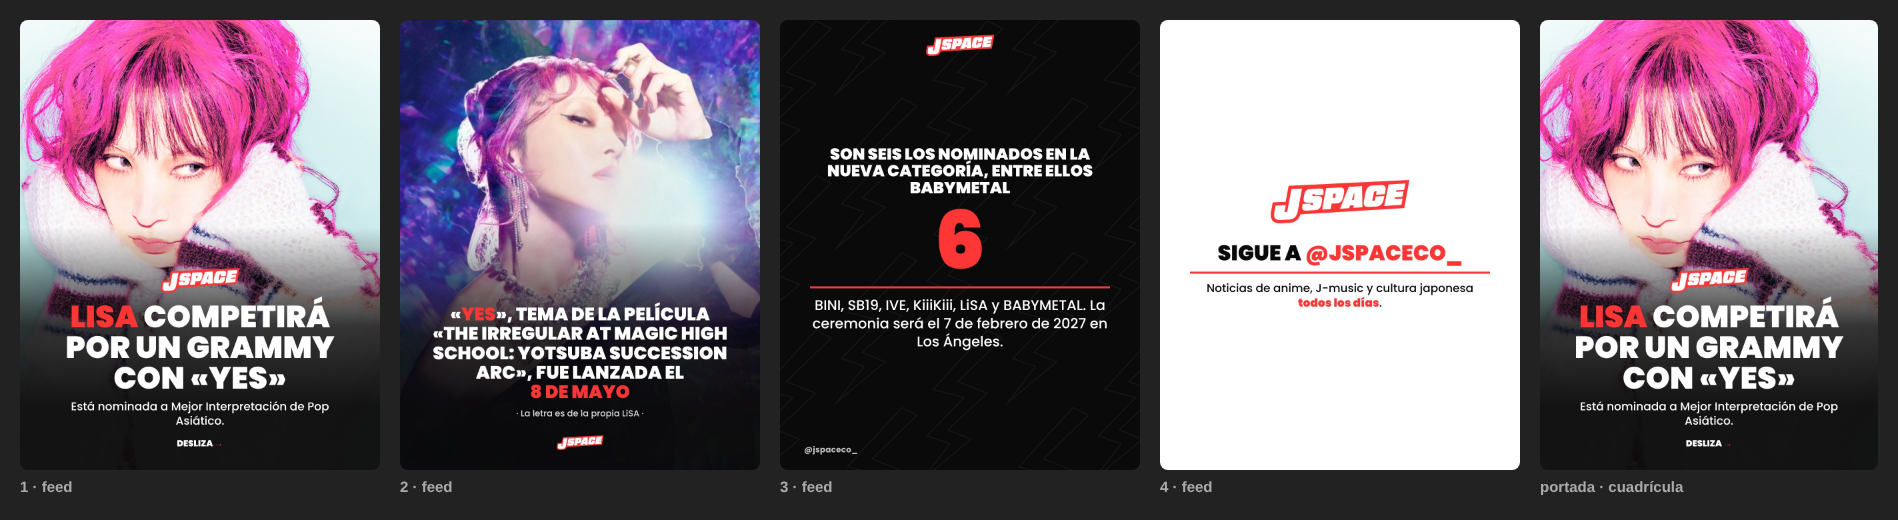 JSPACE
LISA COMPETIRÁ
POR UN GRAMMY
CON «YES»
Está nominada a Mejor Interpretación de Pop
Asiático.
DESLIZA →
1 · feed
«YES», TEMA DE LA PELÍCULA
«THE IRREGULAR AT MAGIC HIGH
SCHOOL: YOTSUBA SUCCESSION
ARC», FUE LANZADA EL
8 DE MAYO
· La letra es de la propia LiSA ·
JSPACE
2 · feed
JSPACE
SON SEIS LOS NOMINADOS EN LA
NUEVA CATEGORÍA, ENTRE ELLOS
BABYMETAL
6
BINI, SB19, IVE, KiiiKiii, LiSA y BABYMETAL. La
ceremonia será el 7 de febrero de 2027 en
Los Ángeles.
@jspaceco_
3 · feed
JSPACE
SIGUE A @JSPACECO_
Noticias de anime, J-music y cultura japonesa
todos los días.
4 · feed
JSPACE
LISA COMPETIRÁ
POR UN GRAMMY
CON «YES»
Está nominada a Mejor Interpretación de Pop
Asiático.
DESLIZA →
portada · cuadrícula